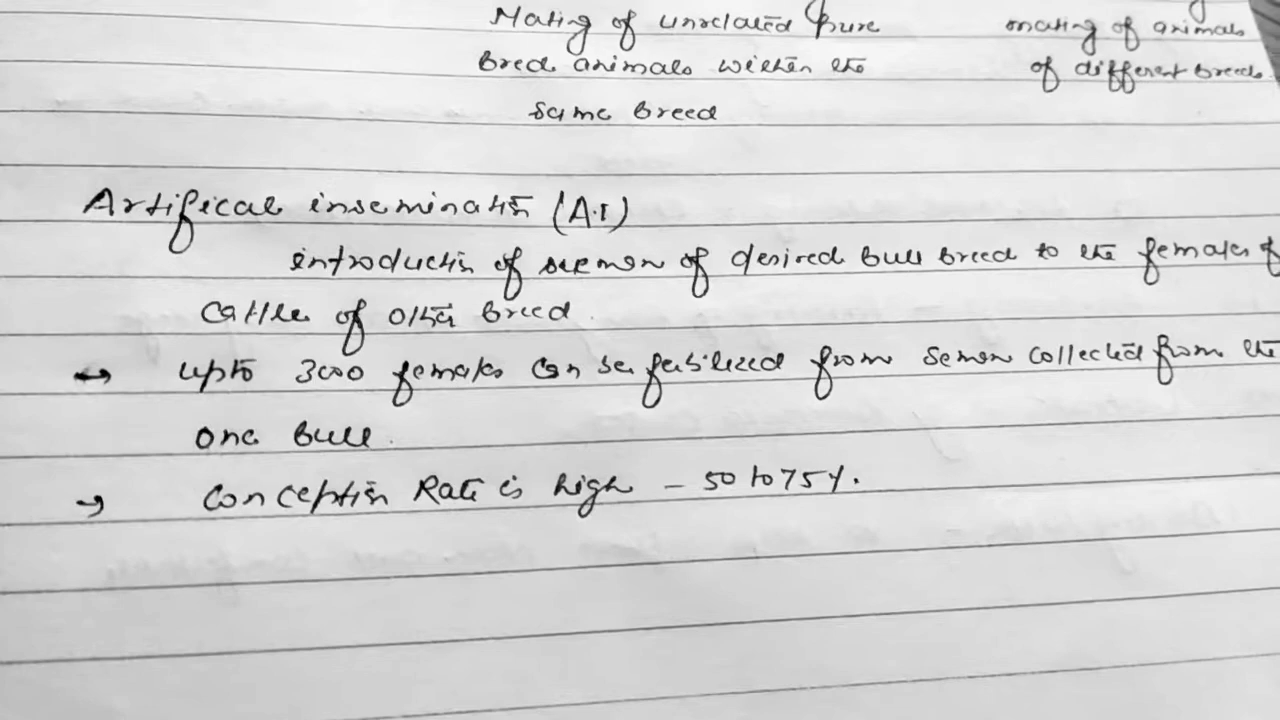 Mating of unrelated pure
bred animals within the
same breed
mating of animals
of different breeds
Artifical insemination (A.I)
introduction of semen of desired bull breed to the females of
cattle of other breed.
→ upto 3000 females can be fertilized from semen collected from the
one bull.
→ Conception Rate is high - 50 to 75%.